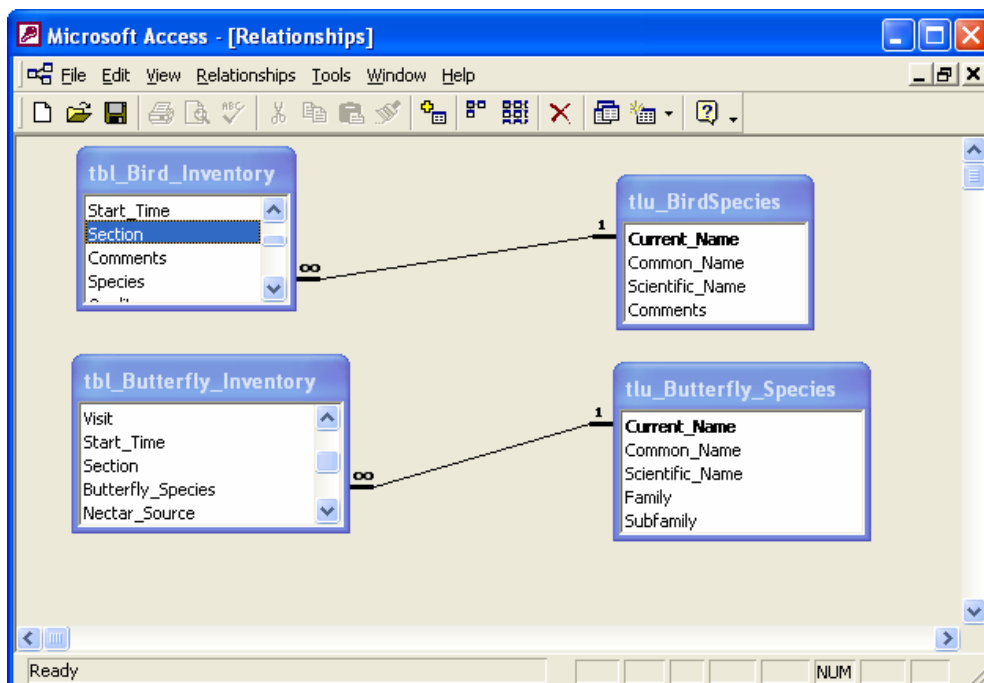 Microsoft Access - [Relationships]
File Edit View Relationships Tools Window Help
ABC
tbl_Bird_Inventory
Start_Time
Section
Comments
Species
∞
tlu_BirdSpecies
1
Current_Name
Common_Name
Scientific_Name
Comments
tbl_Butterfly_Inventory
Visit
Start_Time
Section
Butterfly_Species
Nectar_Source
∞
tlu_Butterfly_Species
1
Current_Name
Common_Name
Scientific_Name
Family
Subfamily
Ready NUM